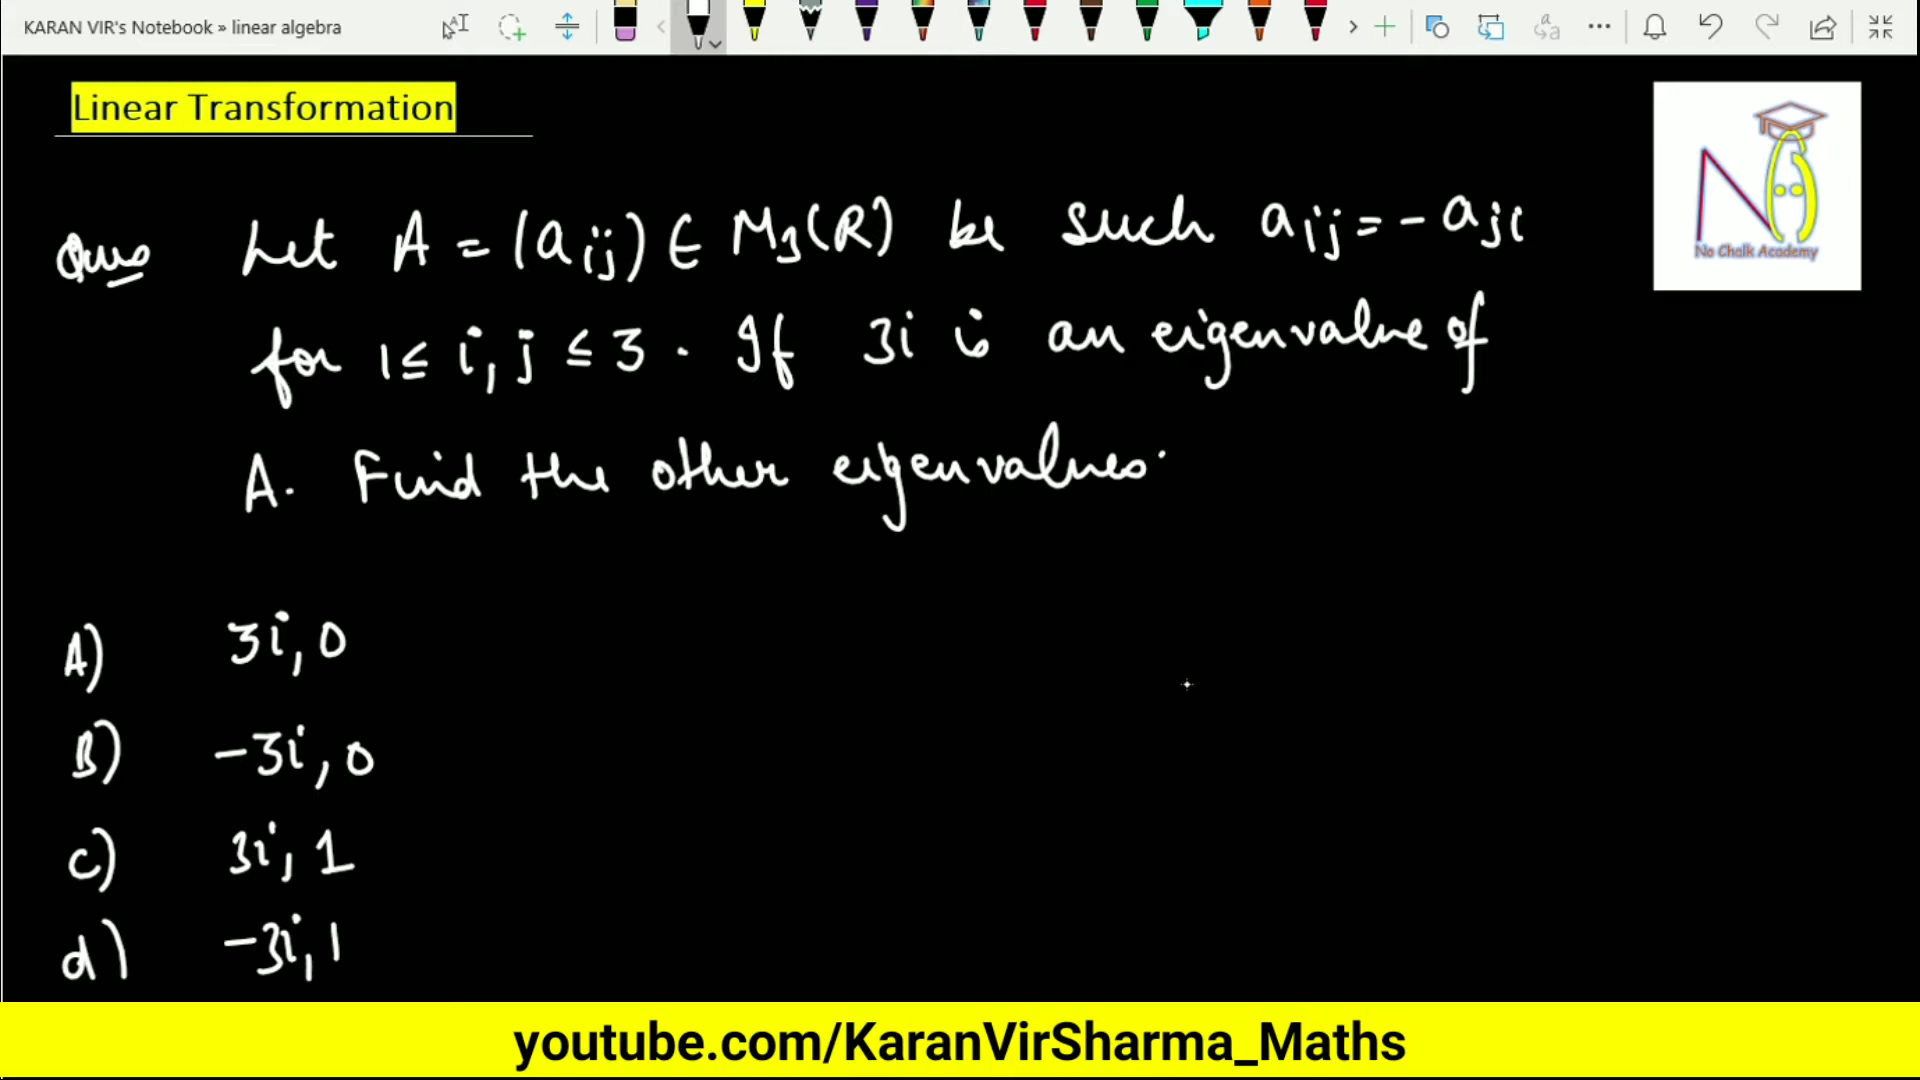 KARAN VIR's Notebook » linear algebra
Linear Transformation
No Chalk Academy
Ques Let A = (aij) ∈ M3(R) be such aij = - aji
for 1 ≤ i, j ≤ 3 . If 3i is an eigenvalue of
A. Find the other eigenvalues.
A) 3i, 0
B) -3i, 0
c) 3i, 1
d) -3i, 1
youtube.com/KaranVirSharma_Maths